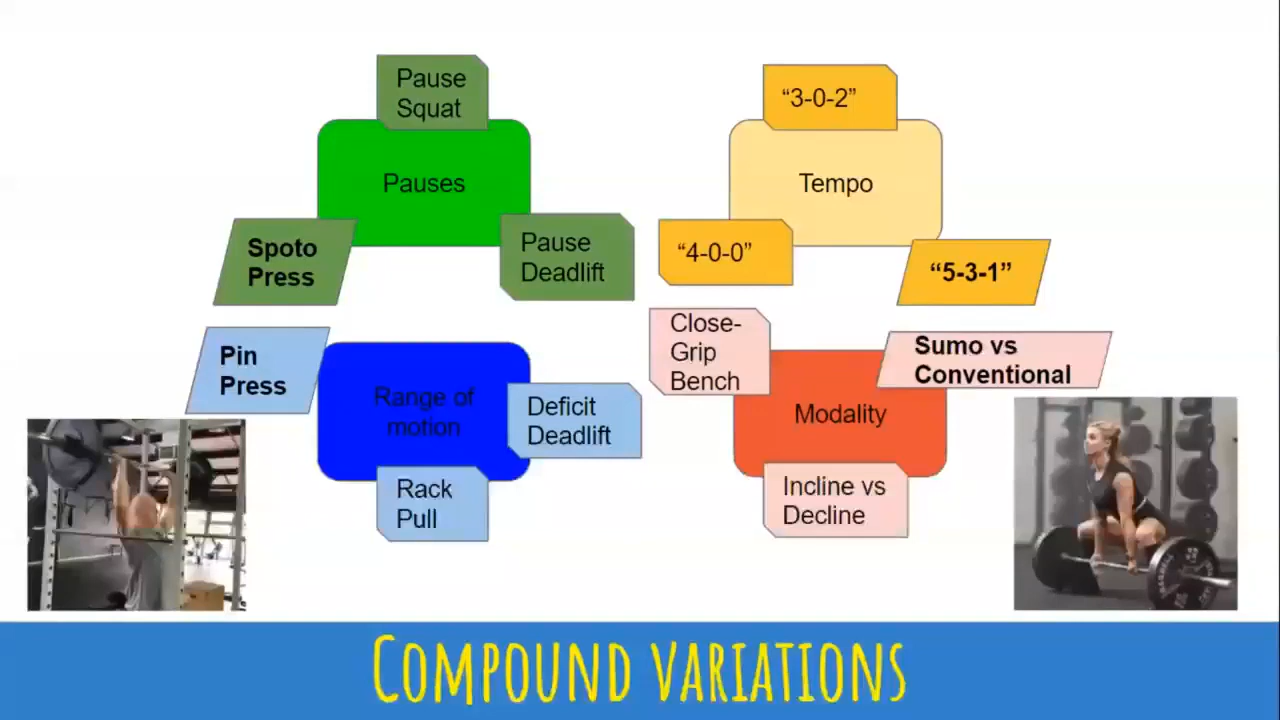 Pause
Squat
Pauses
Spoto
Press
Pause
Deadlift
“3-0-2”
Tempo
“4-0-0”
“5-3-1”
Pin
Press
Range of
motion
Deficit
Deadlift
Rack
Pull
Close-
Grip
Bench
Sumo vs
Conventional
Modality
Incline vs
Decline
COMPOUND VARIATIONS